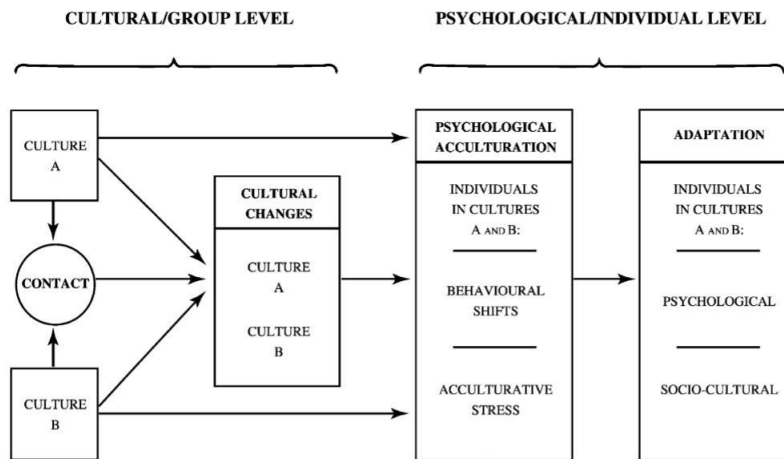 CULTURAL/GROUP LEVEL
PSYCHOLOGICAL/INDIVIDUAL LEVEL
CULTURE
A
CONTACT
CULTURE
B
CULTURAL
CHANGES
CULTURE
A
CULTURE
B
PSYCHOLOGICAL
ACCULTURATION
INDIVIDUALS
IN CULTURES
A AND B:
BEHAVIOURAL
SHIFTS
ACCULTURATIVE
STRESS
ADAPTATION
INDIVIDUALS
IN CULTURES
A AND B:
PSYCHOLOGICAL
SOCIO-CULTURAL